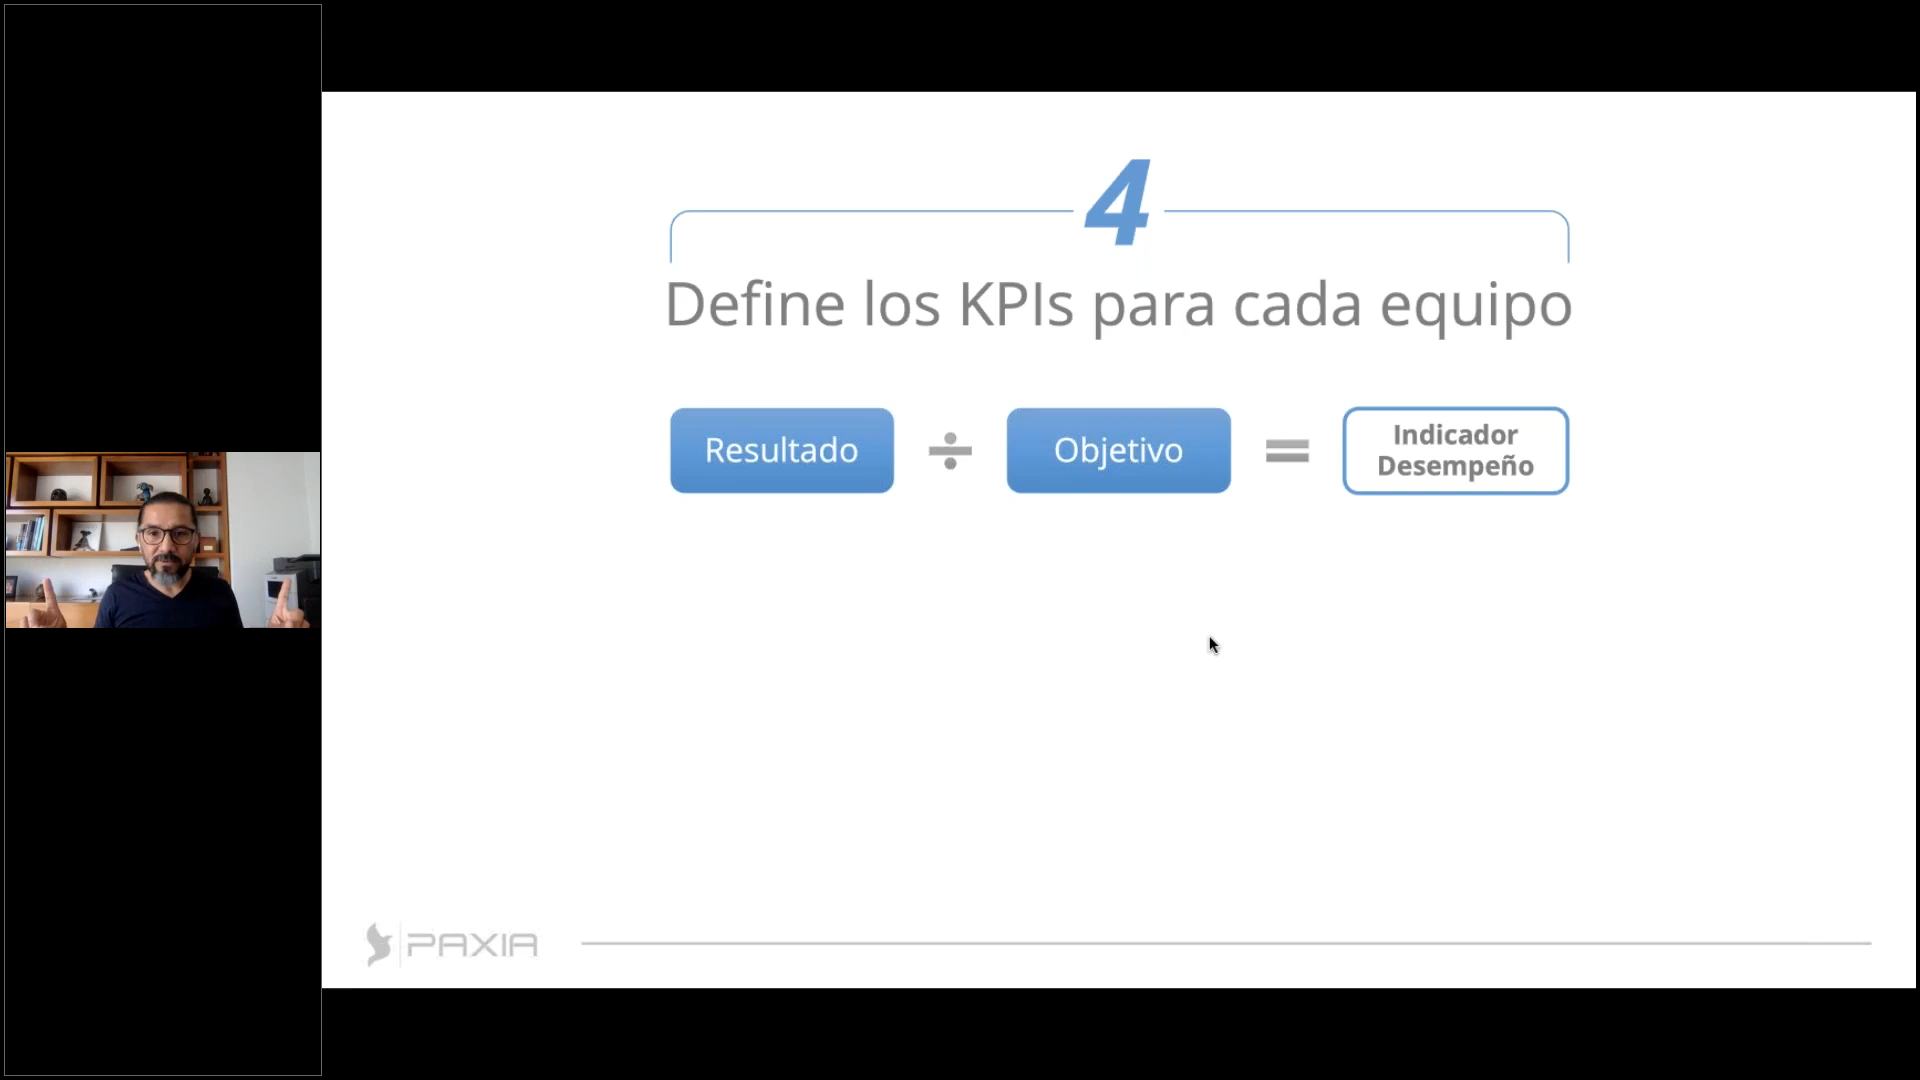 4
Define los KPIs para cada equipo
Resultado ÷ Objetivo = Indicador
Desempeño
PAXIA